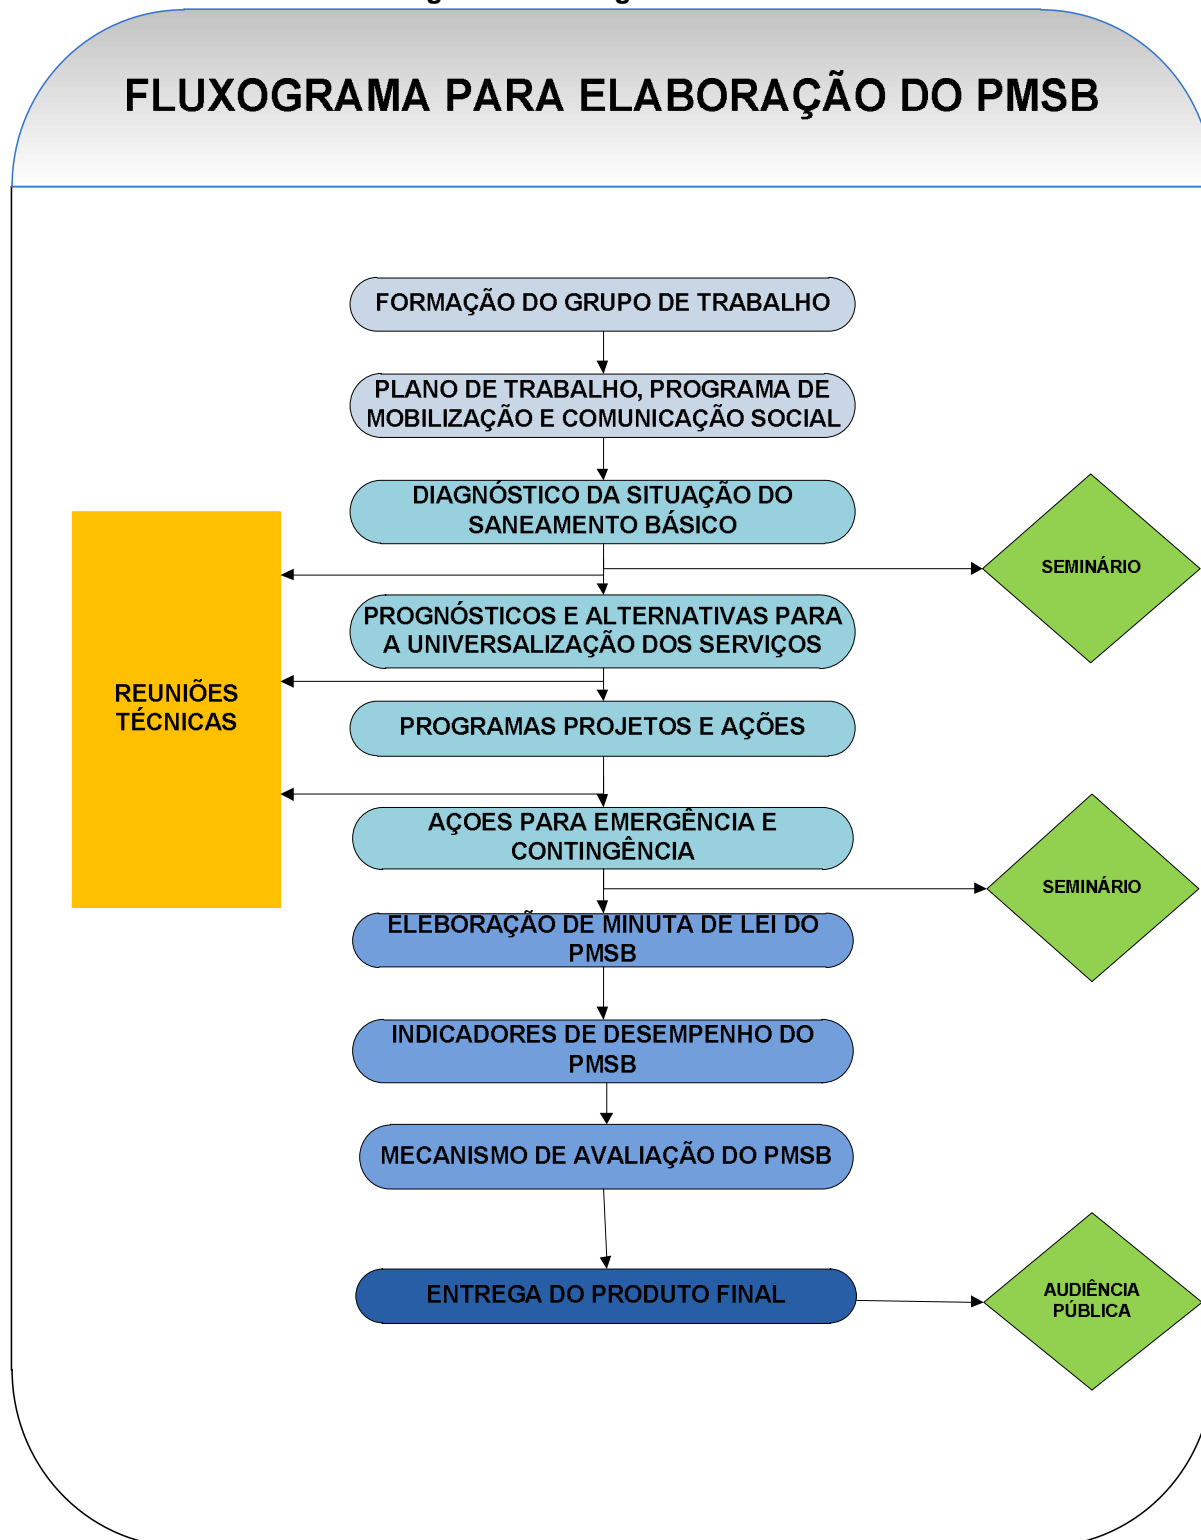 FLUXOGRAMA PARA ELABORAÇÃO DO PMSB
FORMAÇÃO DO GRUPO DE TRABALHO
PLANO DE TRABALHO, PROGRAMA DE
MOBILIZAÇÃO E COMUNICAÇÃO SOCIAL
DIAGNÓSTICO DA SITUAÇÃO DO
SANEAMENTO BÁSICO
SEMINÁRIO
PROGNÓSTICOS E ALTERNATIVAS PARA
A UNIVERSALIZAÇÃO DOS SERVIÇOS
REUNIÕES
TÉCNICAS
PROGRAMAS PROJETOS E AÇÕES
AÇOES PARA EMERGÊNCIA E
CONTINGÊNCIA
SEMINÁRIO
ELEBORAÇÃO DE MINUTA DE LEI DO
PMSB
INDICADORES DE DESEMPENHO DO
PMSB
MECANISMO DE AVALIAÇÃO DO PMSB
ENTREGA DO PRODUTO FINAL
AUDIÊNCIA
PÚBLICA